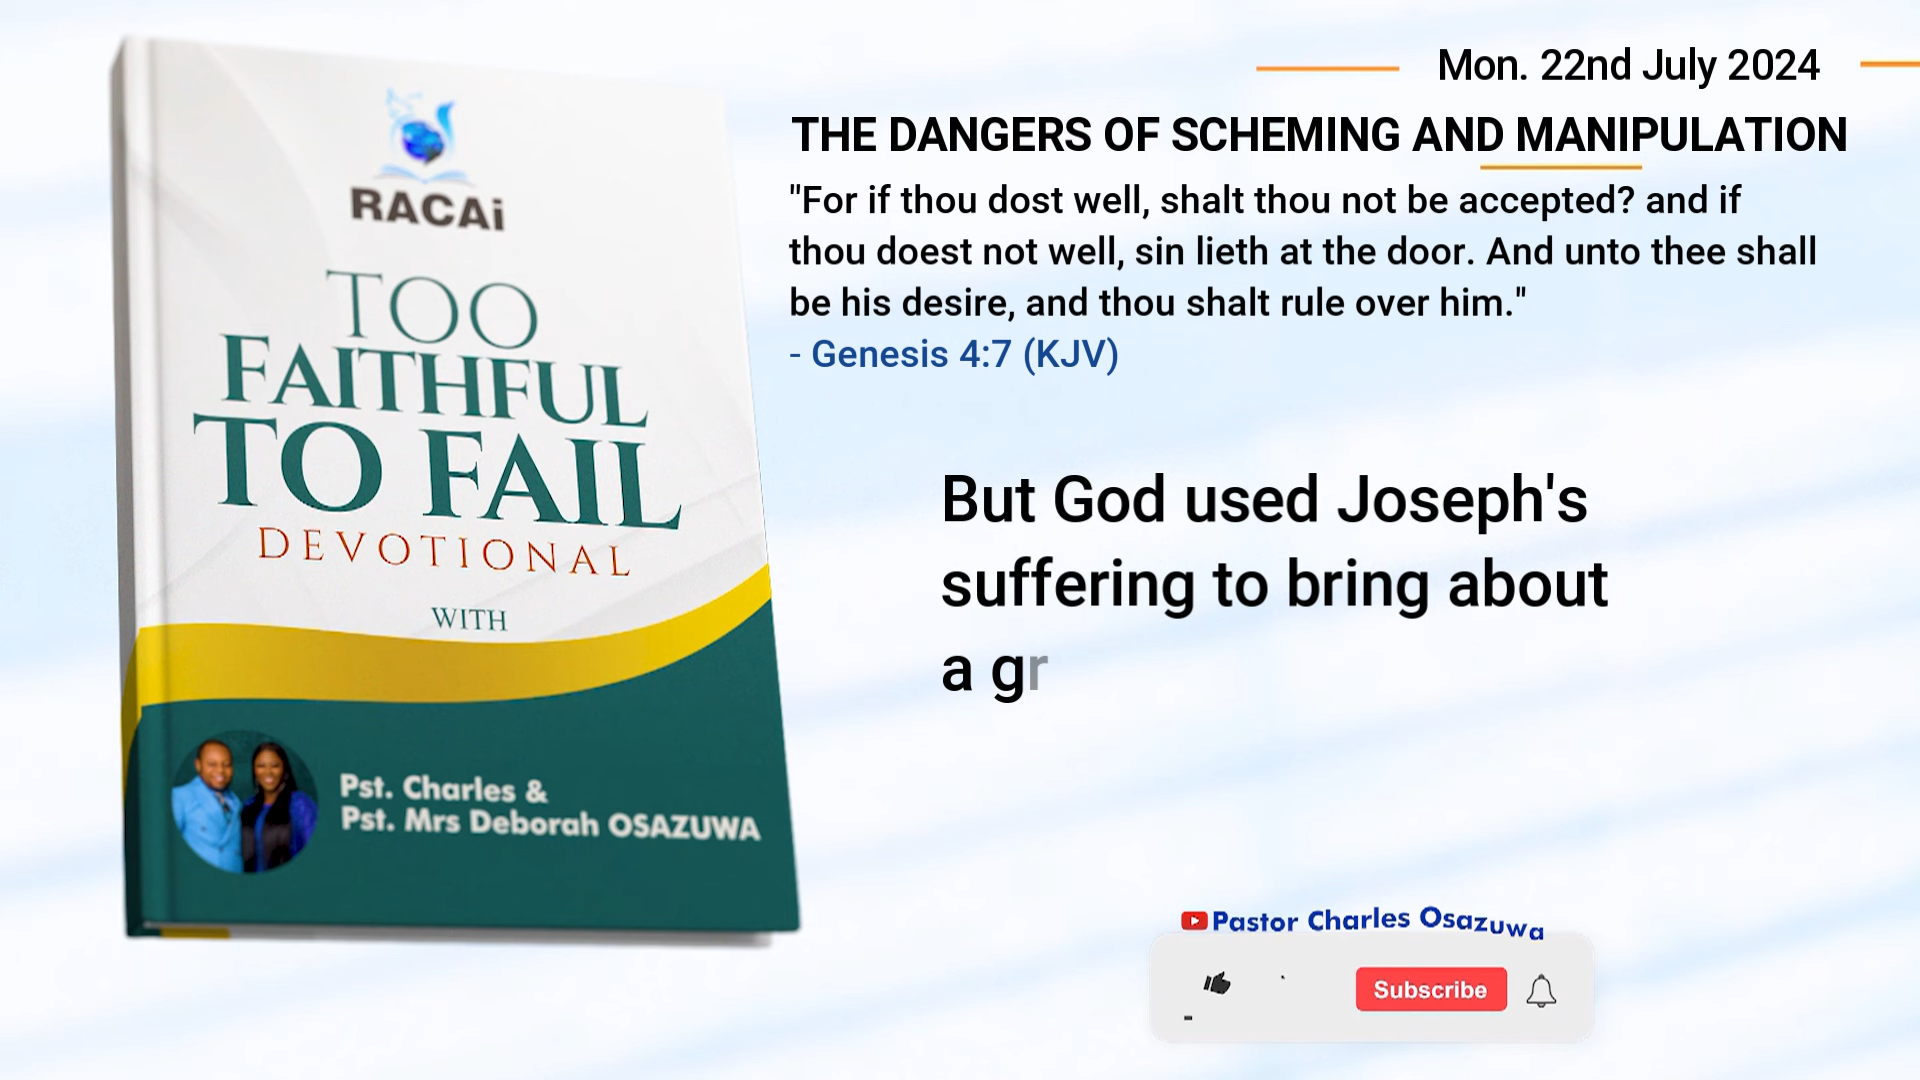 RACAi
TOO
FAITHFUL
TO FAIL
DEVOTIONAL
WITH
Pst. Charles &
Pst. Mrs Deborah OSAZUWA
Mon. 22nd July 2024
THE DANGERS OF SCHEMING AND MANIPULATION
"For if thou dost well, shalt thou not be accepted? and if
thou doest not well, sin lieth at the door. And unto thee shall
be his desire, and thou shalt rule over him."
- Genesis 4:7 (KJV)
But God used Joseph's
suffering to bring about
a gr
Pastor Charles Osazuwa
Subscribe